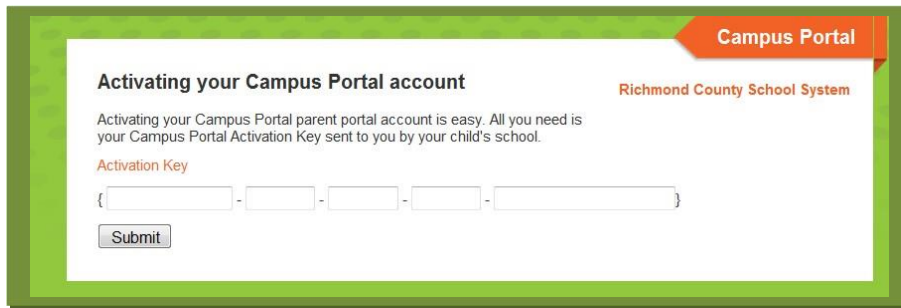 Campus Portal
Activating your Campus Portal account
Richmond County School System
Activating your Campus Portal parent portal account is easy. All you need is
your Campus Portal Activation Key sent to you by your child's school.
Activation Key
{ - - - - }
Submit